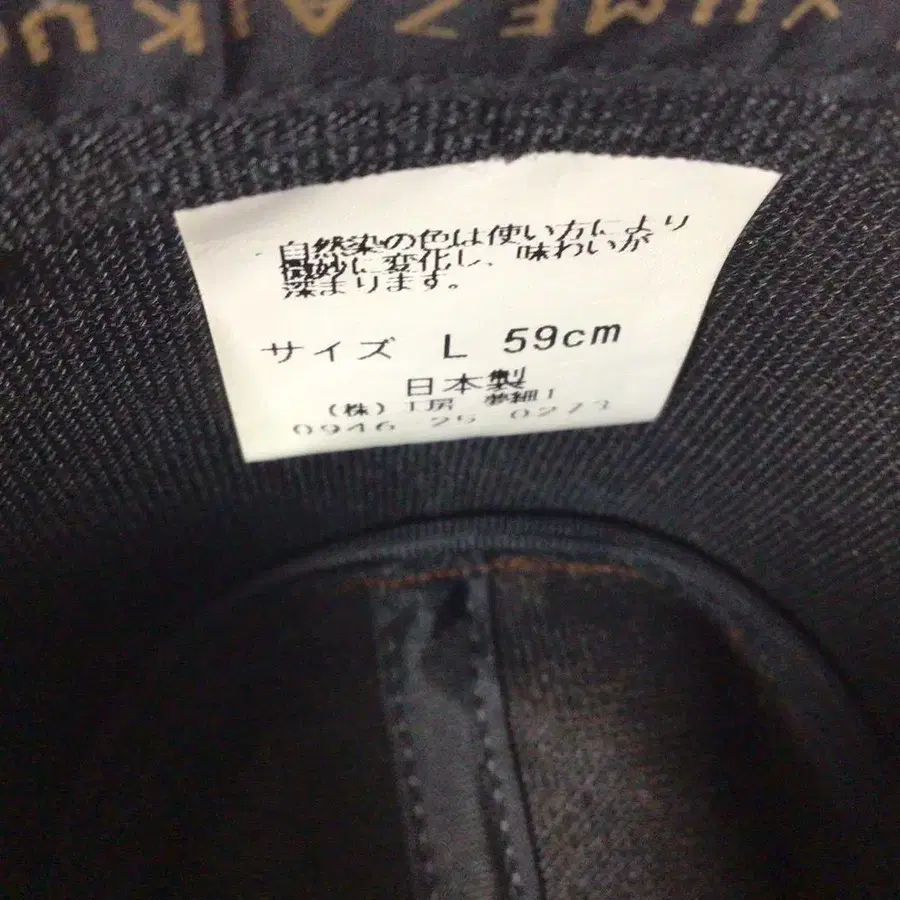 YUMEZAIKU
自然染の色は使い方により
微妙に変化し、味わいが
深まります。
サイズ L 59cm
日本製
(株)工房 夢細工
0946 25 0273